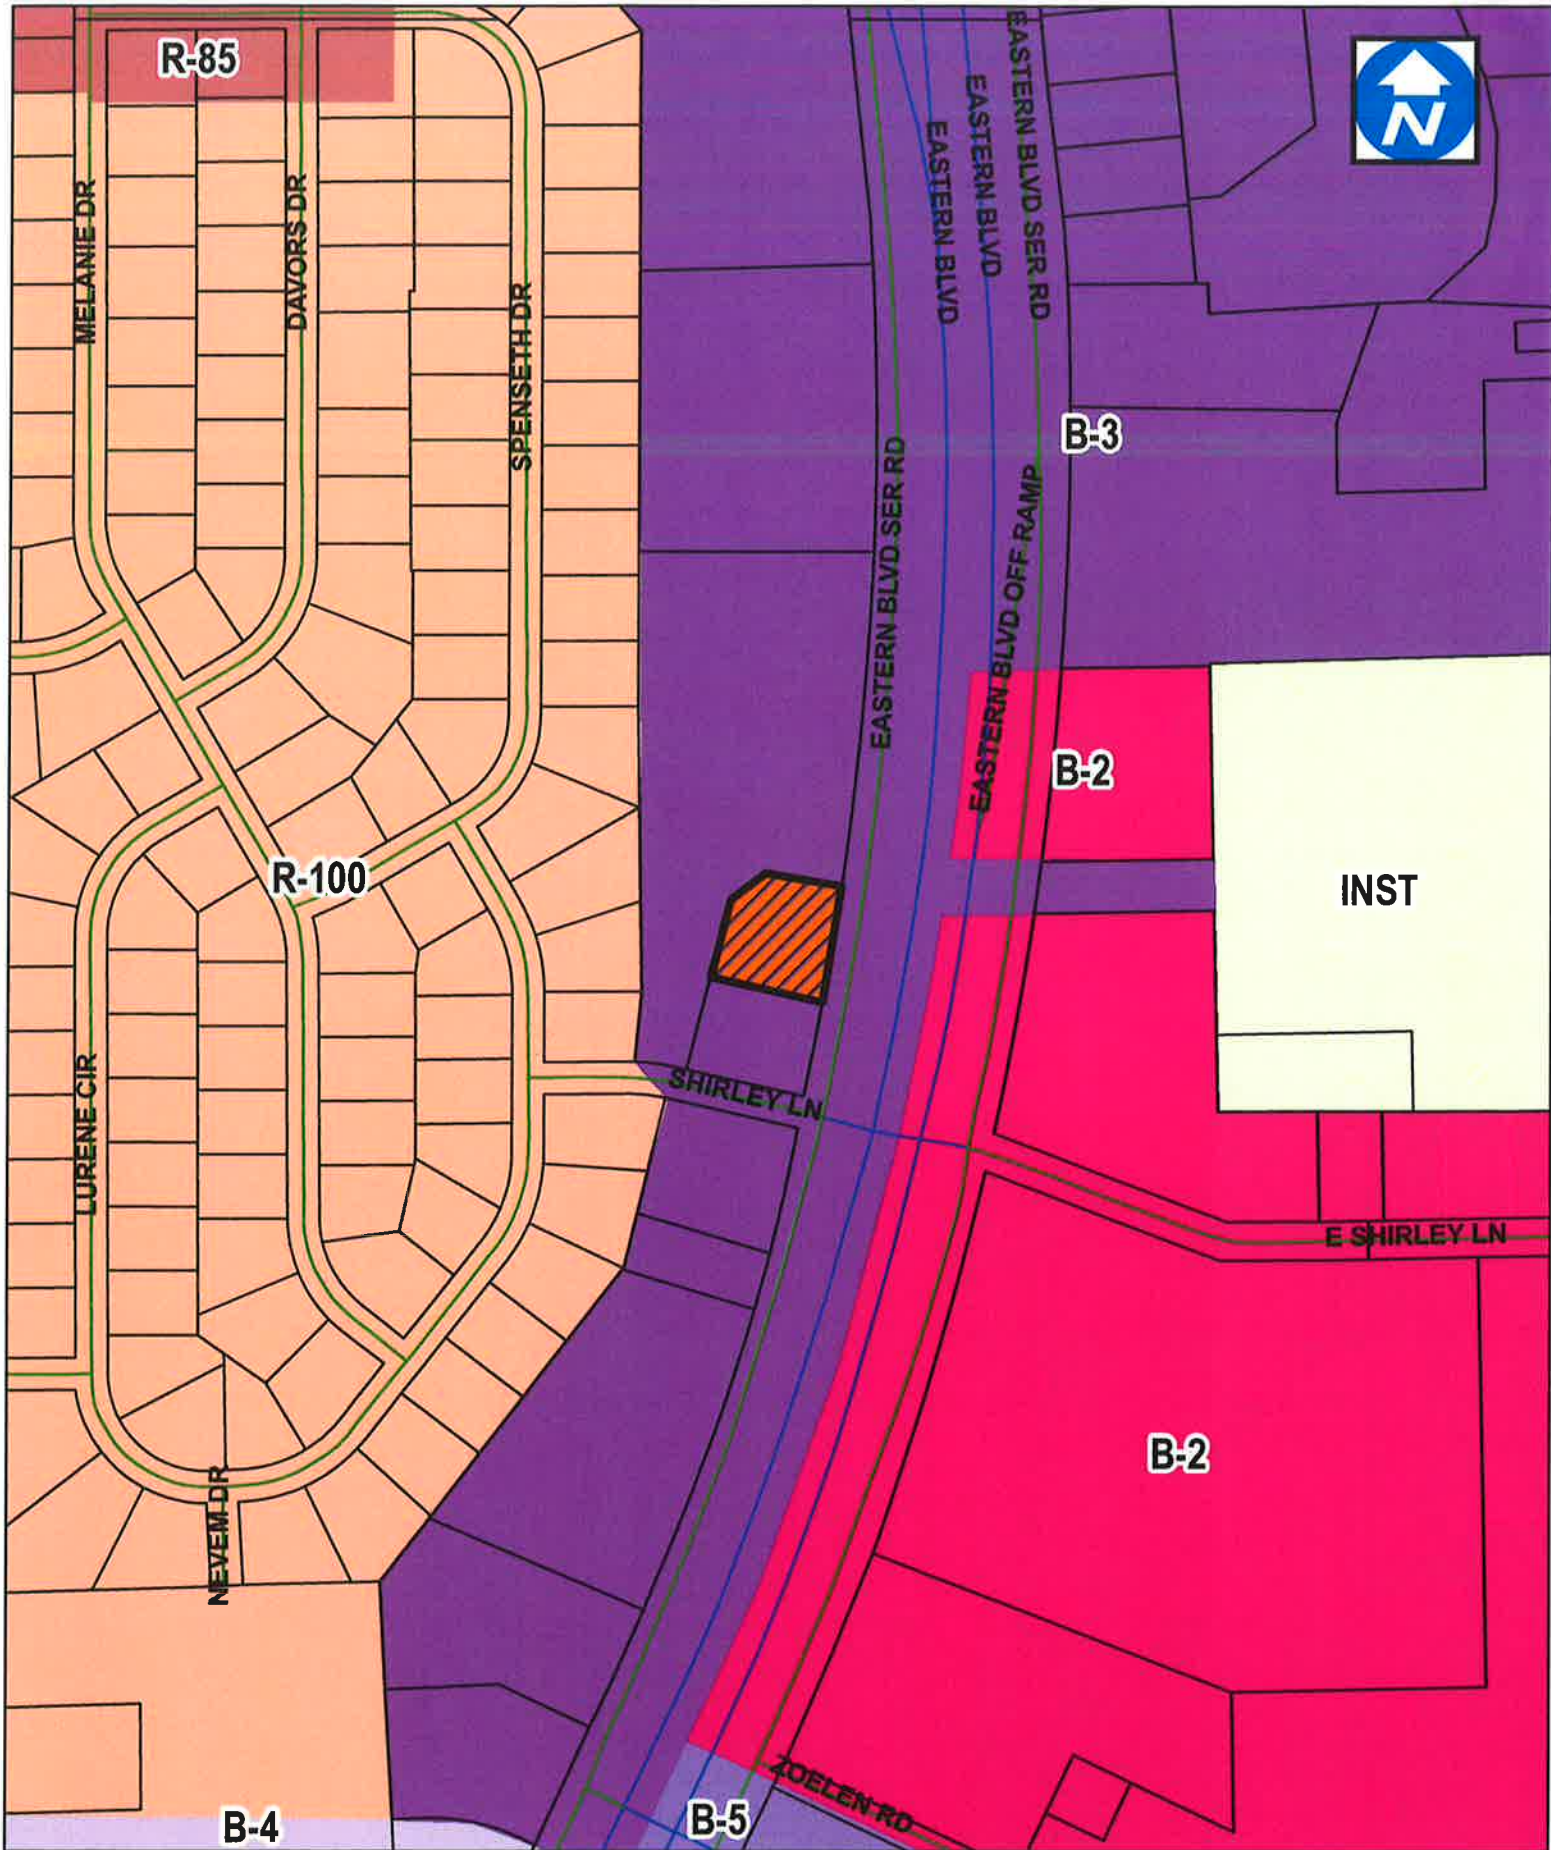 R-85
N
EASTERN BLVD SER RD
EASTERN BLVD
EASTERN BLVD
MELANIE DR
DAVORS DR
SPENSETH DR
B-3
EASTERN BLVD SER RD
EASTERN BLVD OFF RAMP
B-2
R-100
INST
SHIRLEY LN
LURENE CIR
E SHIRLEY LN
B-2
NEVEM DR
ZOELEN RD
B-4
B-5